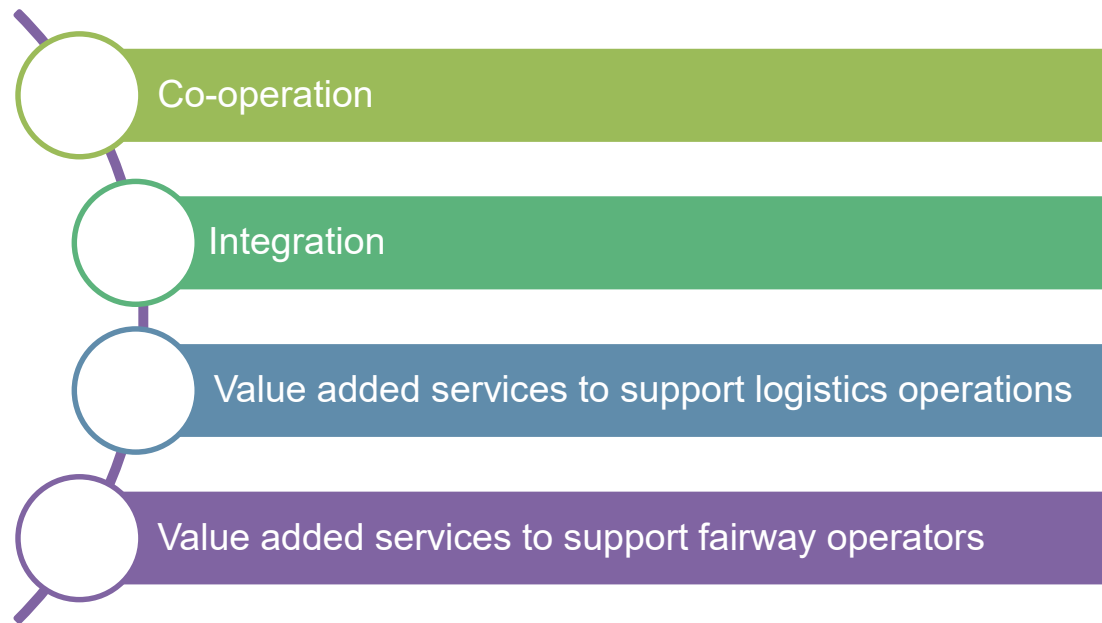 Co-operation
Integration
Value added services to support logistics operations
Value added services to support fairway operators